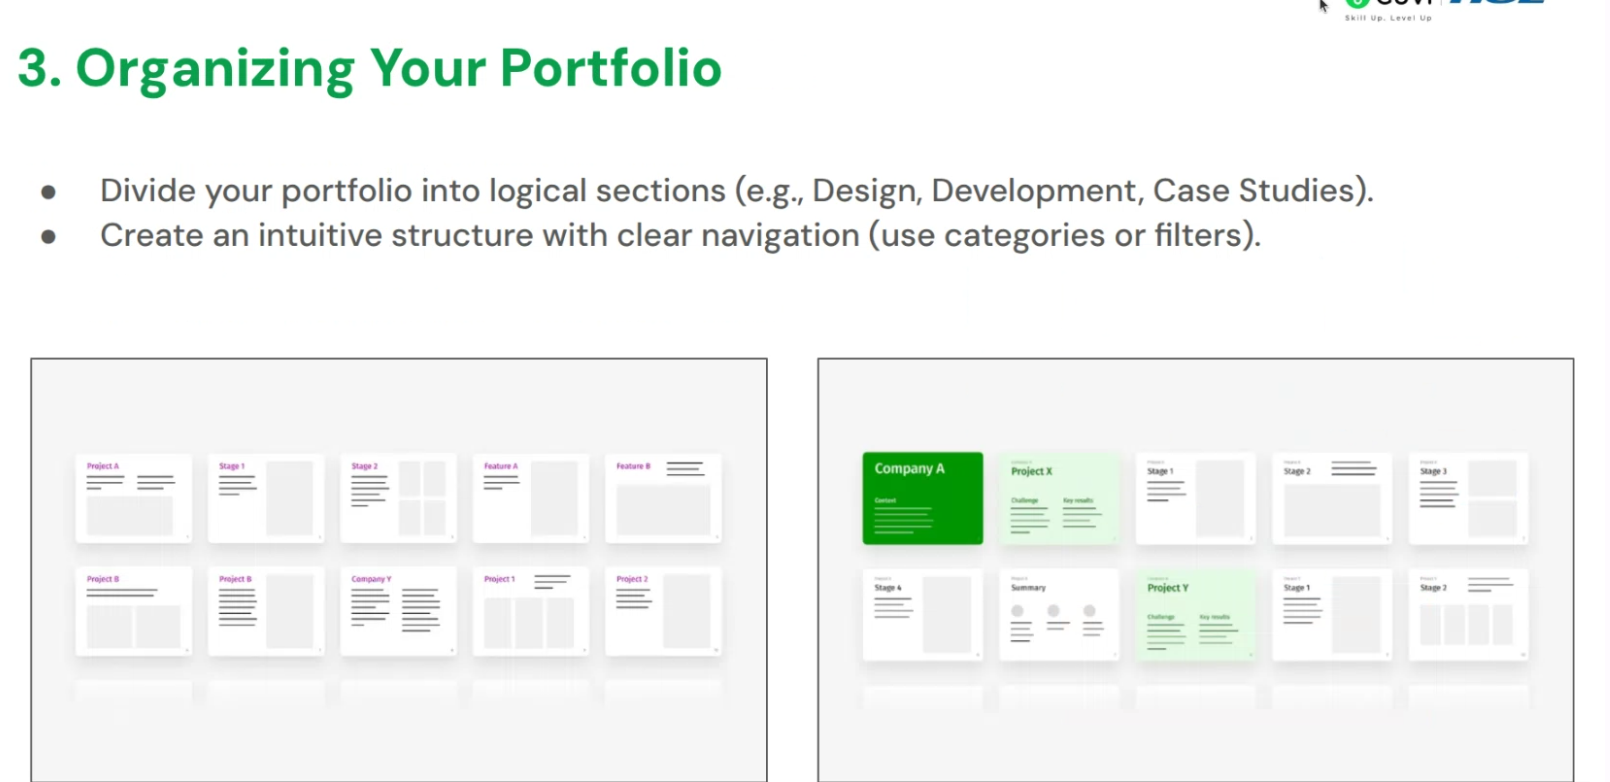 Skill Up. Level Up
3. Organizing Your Portfolio
● Divide your portfolio into logical sections (e.g., Design, Development, Case Studies).
● Create an intuitive structure with clear navigation (use categories or filters).
Project A
Stage 1
Stage 2
Feature A
Feature B
Project B
Project B
Company Y
Project 1
Project 2
Company A
Context
Project X
Challenge Key results
Stage 1
Stage 2
Stage 3
Stage 4
Summary
Project Y
Challenge Key results
Stage 1
Stage 2